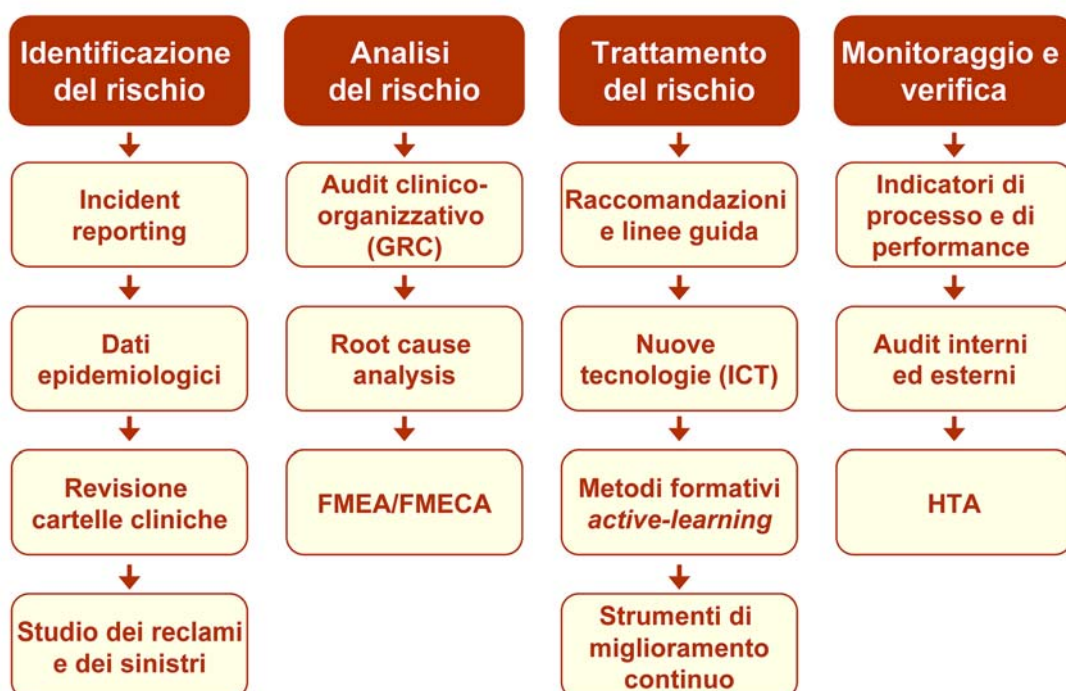 Identificazione
del rischio
Incident
reporting
Dati
epidemiologici
Revisione
cartelle cliniche
Studio dei reclami
e dei sinistri
Analisi
del rischio
Audit clinico-
organizzativo
(GRC)
Root cause
analysis
FMEA/FMECA
Trattamento
del rischio
Raccomandazioni
e linee guida
Nuove
tecnologie (ICT)
Metodi formativi
active-learning
Strumenti di
miglioramento
continuo
Monitoraggio e
verifica
Indicatori di
processo e di
performance
Audit interni
ed esterni
HTA